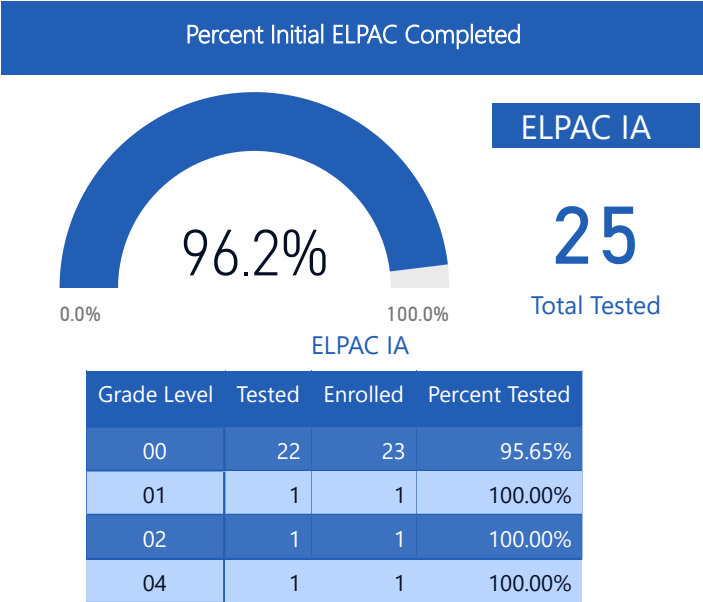 Percent Initial ELPAC Completed
ELPAC IA
96.2%
25
0.0%
100.0%
Total Tested
ELPAC IA
Grade Level Tested Enrolled Percent Tested
00 22 23 95.65%
01 1 1 100.00%
02 1 1 100.00%
04 1 1 100.00%